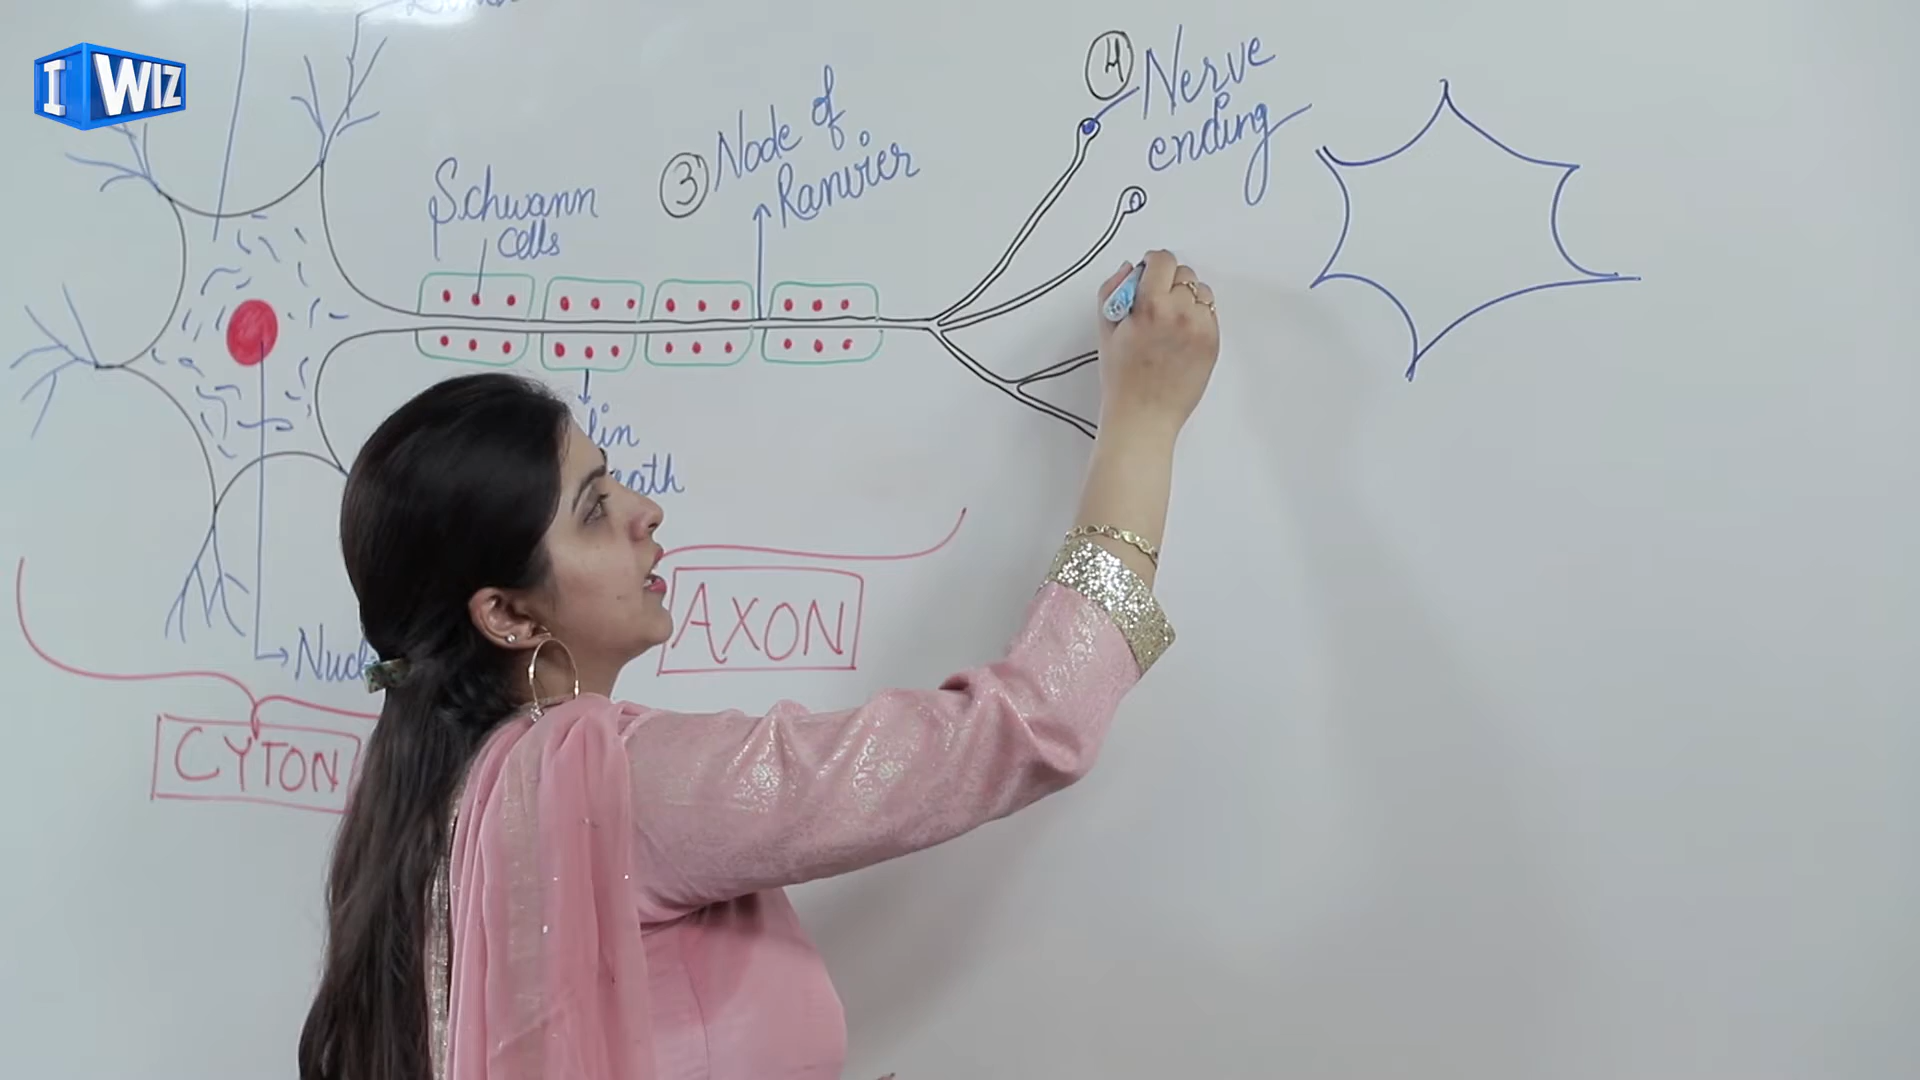 I WIZ
4 Nerve
ending
3 Node of
Ranvier
Schwann
cells
AXON
CYTON